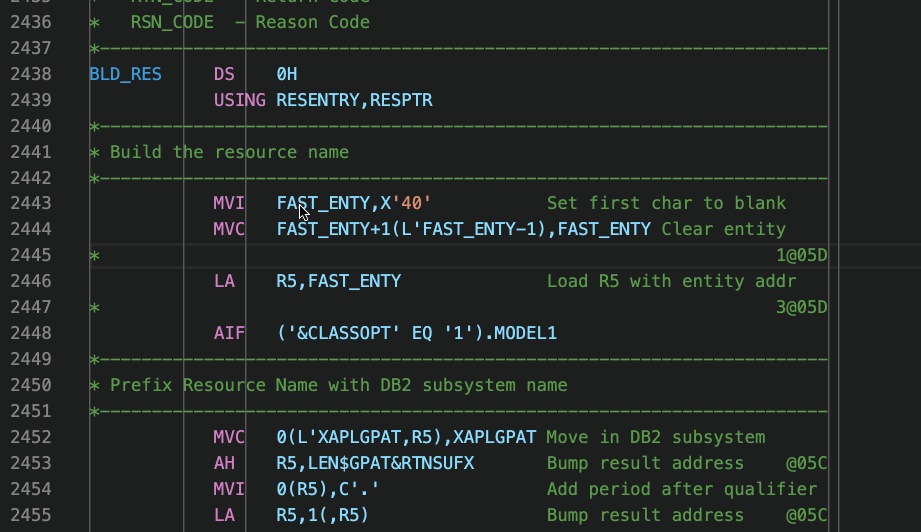 2436 *   RSN_CODE  – Reason Code
2437 *–––––––––––––––––––––––––––––––––––––––––––––––––––––––––––––––––––––––
2438 BLD_RES     DS    0H
2439             USING RESENTRY,RESPTR
2440 *–––––––––––––––––––––––––––––––––––––––––––––––––––––––––––––––––––––––
2441 * Build the resource name
2442 *–––––––––––––––––––––––––––––––––––––––––––––––––––––––––––––––––––––––
2443             MVI   FAST_ENTY,X'40'           Set first char to blank
2444             MVC   FAST_ENTY+1(L'FAST_ENTY-1),FAST_ENTY Clear entity
2445 *                                                                 1@05D
2446             LA    R5,FAST_ENTY              Load R5 with entity addr
2447 *                                                                 3@05D
2448             AIF   ('&CLASSOPT' EQ '1').MODEL1
2449 *–––––––––––––––––––––––––––––––––––––––––––––––––––––––––––––––––––––––
2450 * Prefix Resource Name with DB2 subsystem name
2451 *–––––––––––––––––––––––––––––––––––––––––––––––––––––––––––––––––––––––
2452             MVC   0(L'XAPLGPAT,R5),XAPLGPAT Move in DB2 subsystem
2453             AH    R5,LEN$GPAT&RTNSUFX       Bump result address    @05C
2454             MVI   0(R5),C'.'                Add period after qualifier
2455             LA    R5,1(,R5)                 Bump result address    @05C